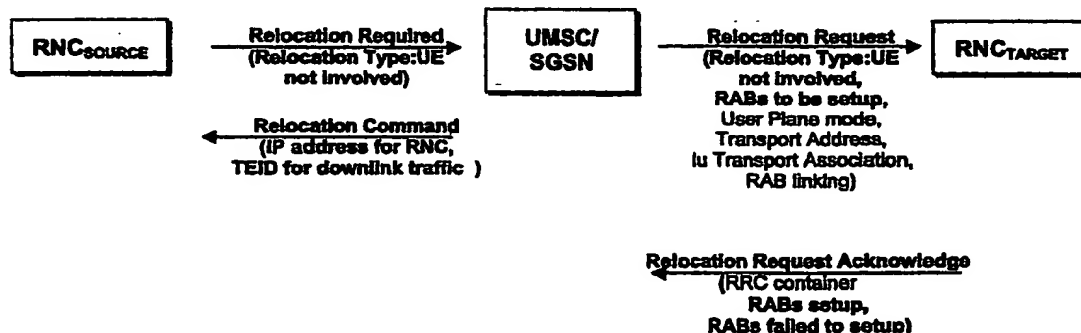 RNCSOURCE
Relocation Required
(Relocation Type:UE
not involved)
UMSC/
SGSN
Relocation Request
(Relocation Type:UE
not involved,
RABs to be setup,
User Plane mode,
Transport Address,
Iu Transport Association,
RAB linking)
RNCTARGET
Relocation Command
(IP address for RNC,
TEID for downlink traffic )
Relocation Request Acknowledge
(RRC container
RABs setup,
RABs failed to setup)